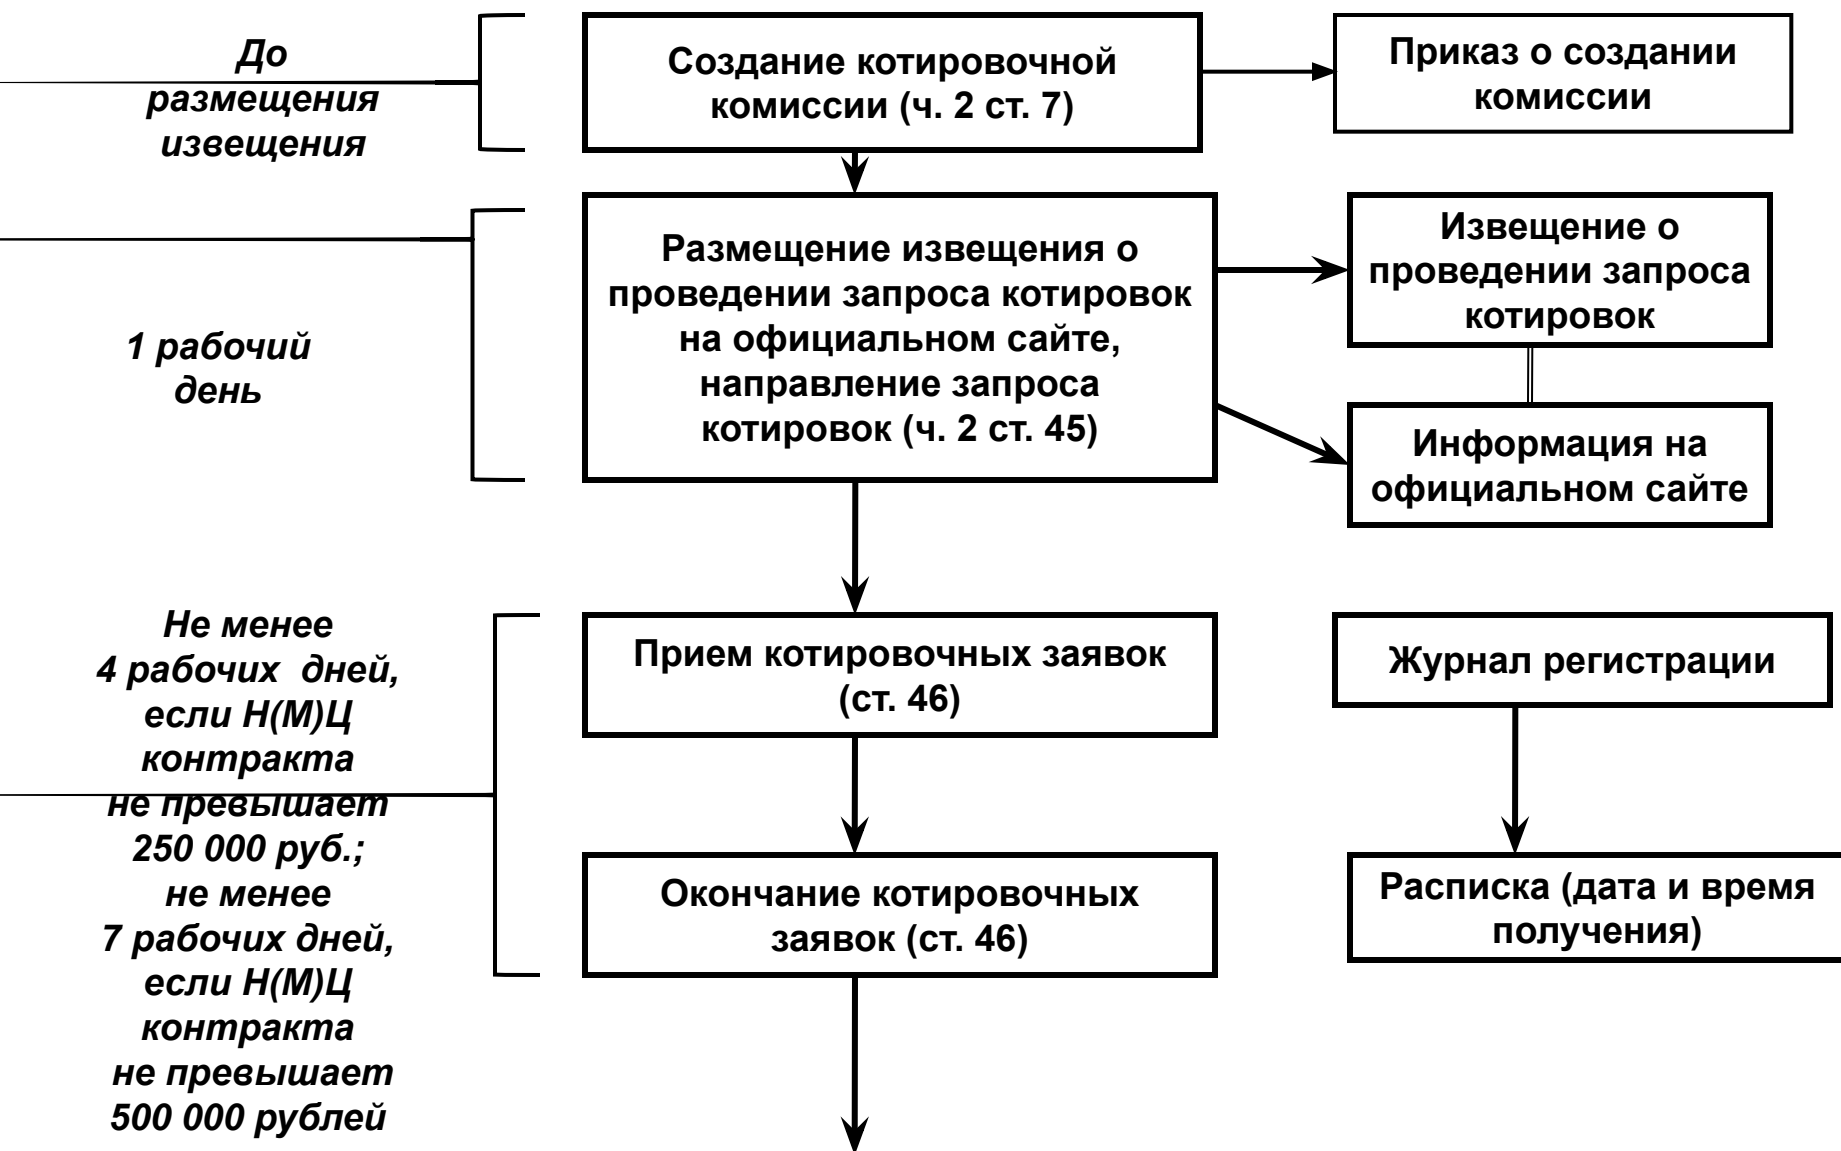 До
размещения
извещения
Создание котировочной
комиссии (ч. 2 ст. 7)
Приказ о создании
комиссии
1 рабочий
день
Размещение извещения о
проведении запроса котировок
на официальном сайте,
направление запроса
котировок (ч. 2 ст. 45)
Извещение о
проведении запроса
котировок
Информация на
официальном сайте
Не менее
4 рабочих дней,
если Н(М)Ц
контракта
не превышает
250 000 руб.;
не менее
7 рабочих дней,
если Н(М)Ц
контракта
не превышает
500 000 рублей
Прием котировочных заявок
(ст. 46)
Журнал регистрации
Окончание котировочных
заявок (ст. 46)
Расписка (дата и время
получения)